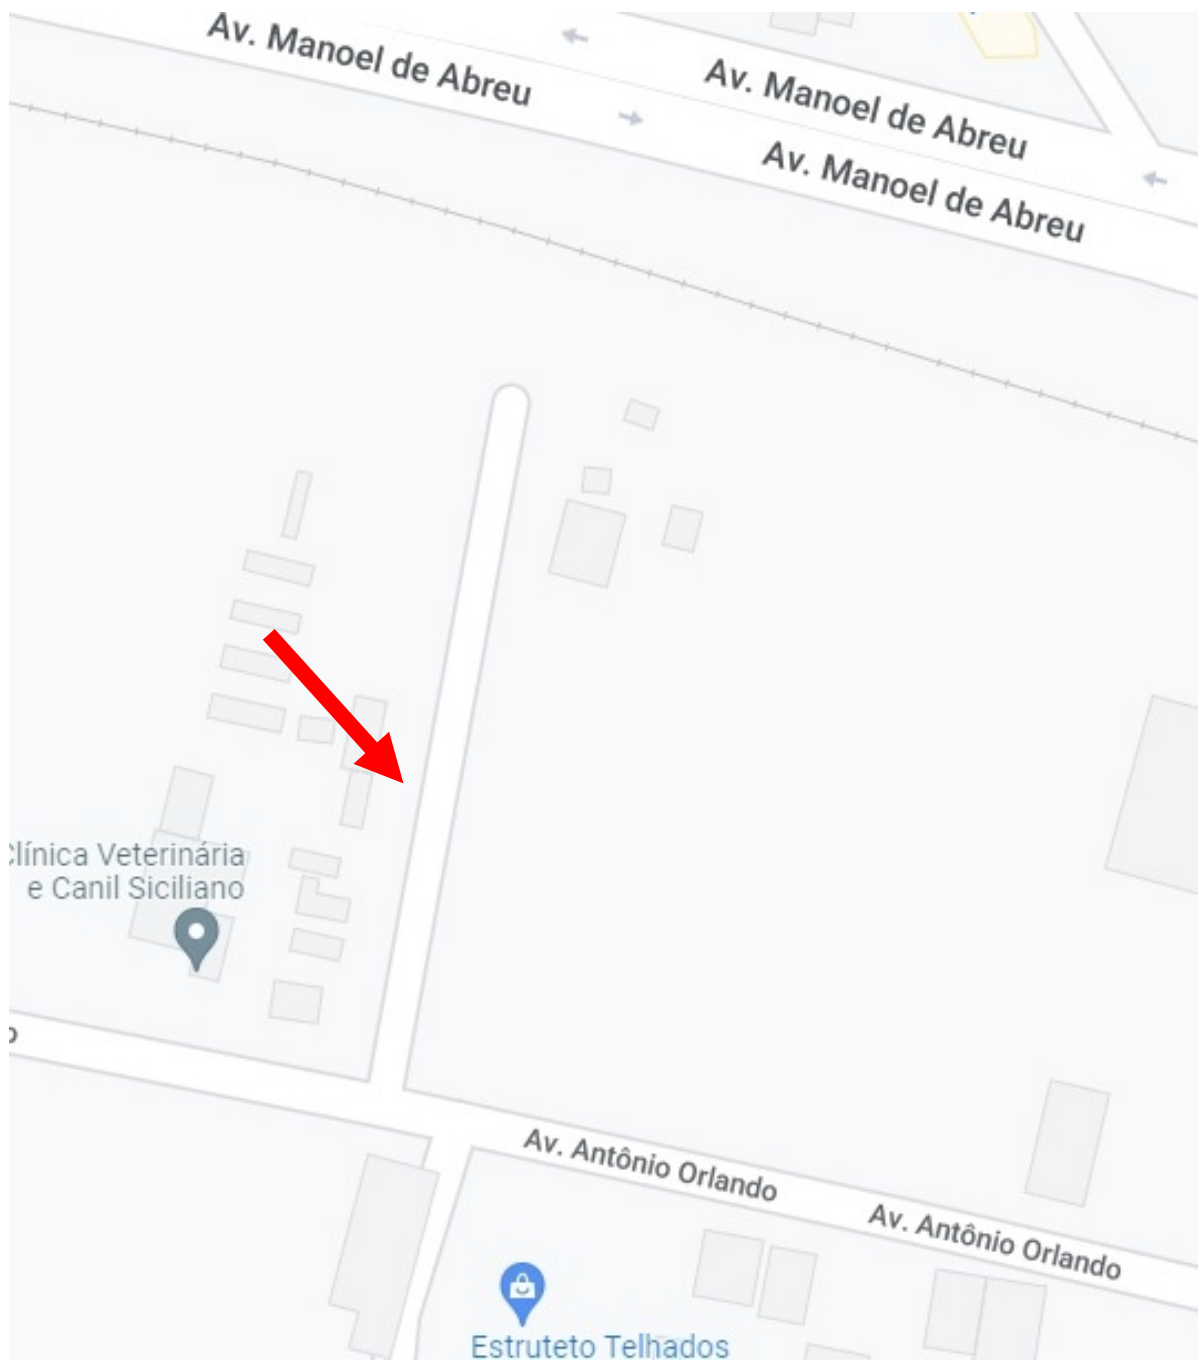 Av. Manoel de Abreu
Av. Manoel de Abreu
Av. Manoel de Abreu
línica Veterinária
e Canil Siciliano
o
Av. Antônio Orlando
Av. Antônio Orlando
Estruteto Telhados